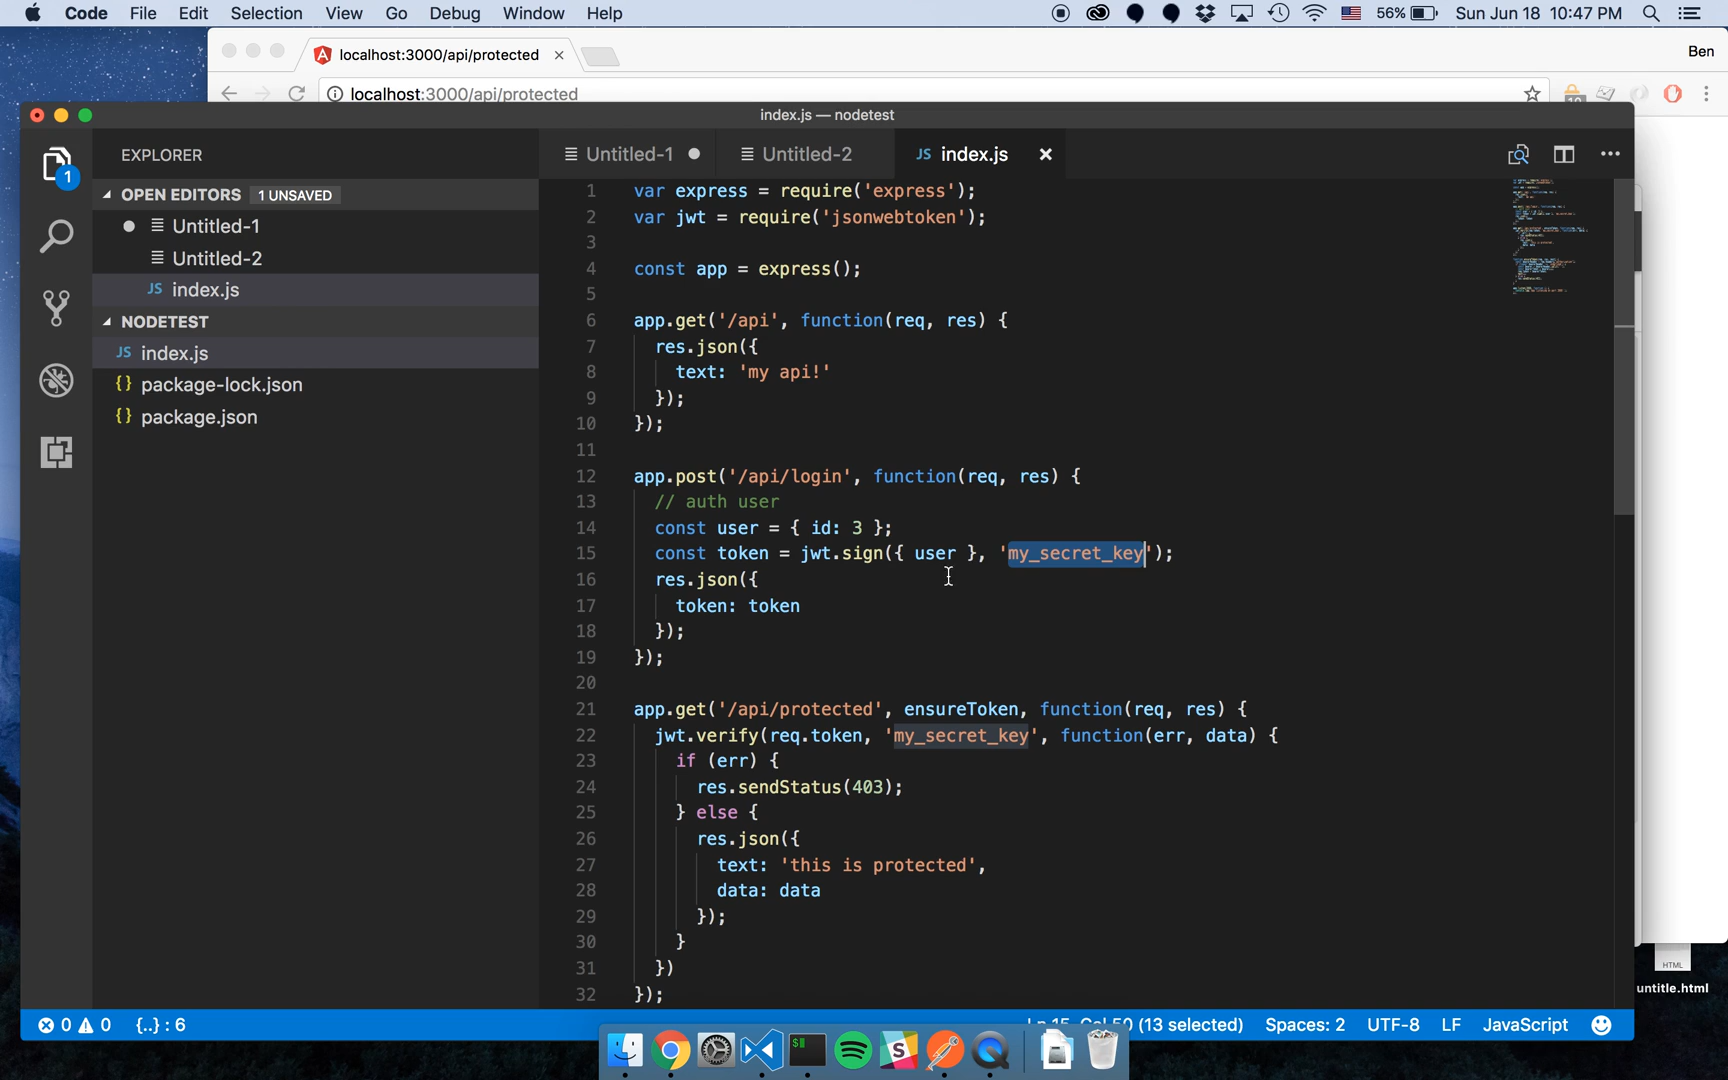 Code File Edit Selection View Go Debug Window Help 56% Sun Jun 18 10:47 PM
localhost:3000/api/protected Ben
localhost:3000/api/protected
index.js — nodetest
EXPLORER
OPEN EDITORS 1 UNSAVED
Untitled-1
Untitled-2
JS index.js
NODETEST
JS index.js
{} package-lock.json
{} package.json
1
Untitled-1 Untitled-2 JS index.js
1 var express = require('express');
2 var jwt = require('jsonwebtoken');
3
4 const app = express();
5
6 app.get('/api', function(req, res) {
7 res.json({
8 text: 'my api!'
9 });
10 });
11
12 app.post('/api/login', function(req, res) {
13 // auth user
14 const user = { id: 3 };
15 const token = jwt.sign({ user }, 'my_secret_key');
16 res.json({
17 token: token
18 });
19 });
20
21 app.get('/api/protected', ensureToken, function(req, res) {
22 jwt.verify(req.token, 'my_secret_key', function(err, data) {
23 if (err) {
24 res.sendStatus(403);
25 } else {
26 res.json({
27 text: 'this is protected',
28 data: data
29 });
30 }
31 })
32 });
HTML
untitle.html
0 0 {..} : 6 (13 selected) Spaces: 2 UTF-8 LF JavaScript
$
S